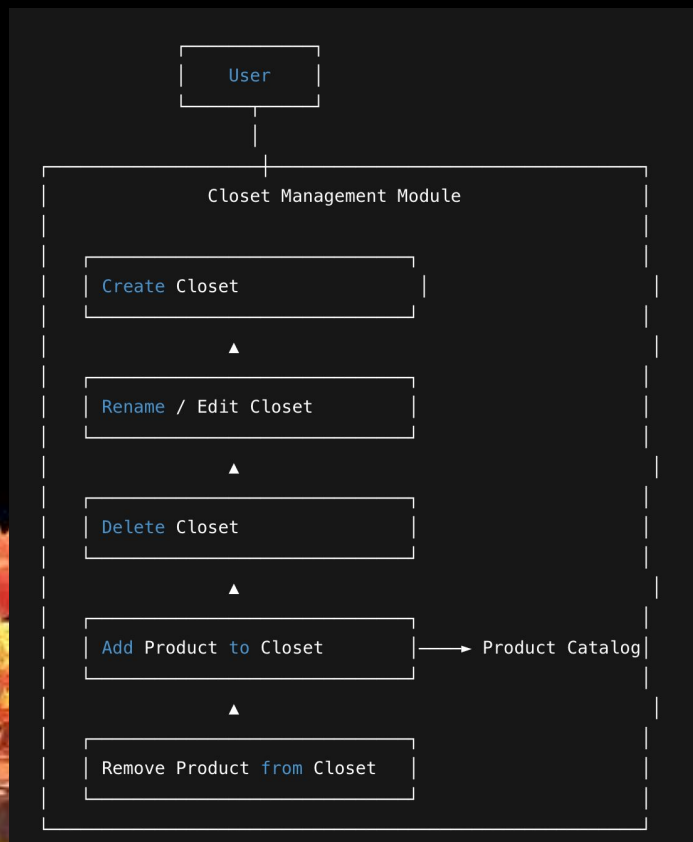 User
Closet Management Module
Create Closet
Rename / Edit Closet
Delete Closet
Add Product to Closet
Product Catalog
Remove Product from Closet